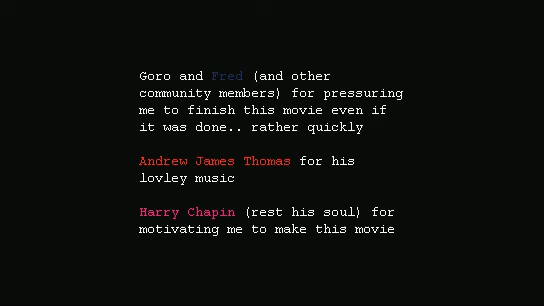 Goro and Fred (and other
community members) for pressuring
me to finish this movie even if
it was done.. rather quickly
Andrew James Thomas for his
lovley music
Harry Chapin (rest his soul) for
motivating me to make this movie